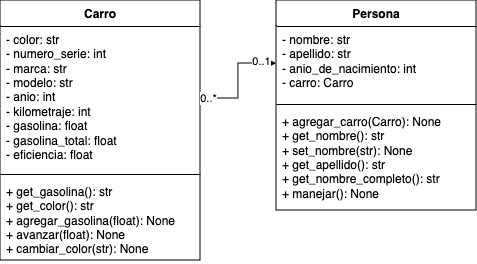 Carro
- color: str
- numero_serie: int
- marca: str
- modelo: str
- anio: int
- kilometraje: int
- gasolina: float
- gasolina_total: float
- eficiencia: float
+ get_gasolina(): str
+ get_color(): str
+ agregar_gasolina(float): None
+ avanzar(float): None
+ cambiar_color(str): None
0..*
0..1
Persona
- nombre: str
- apellido: str
- anio_de_nacimiento: int
- carro: Carro
+ agregar_carro(Carro): None
+ get_nombre(): str
+ set_nombre(str): None
+ get_apellido(): str
+ get_nombre_completo(): str
+ manejar(): None